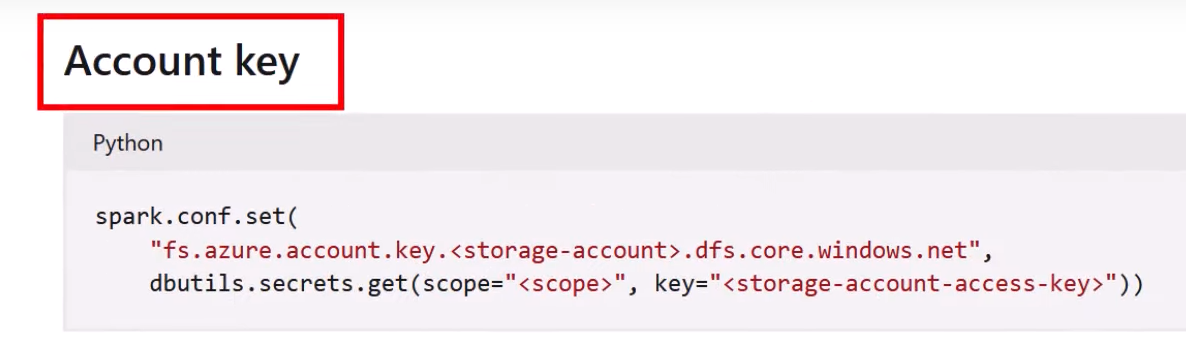 Account key
Python
spark.conf.set(
"fs.azure.account.key.<storage-account>.dfs.core.windows.net",
dbutils.secrets.get(scope="<scope>", key="<storage-account-access-key>"))